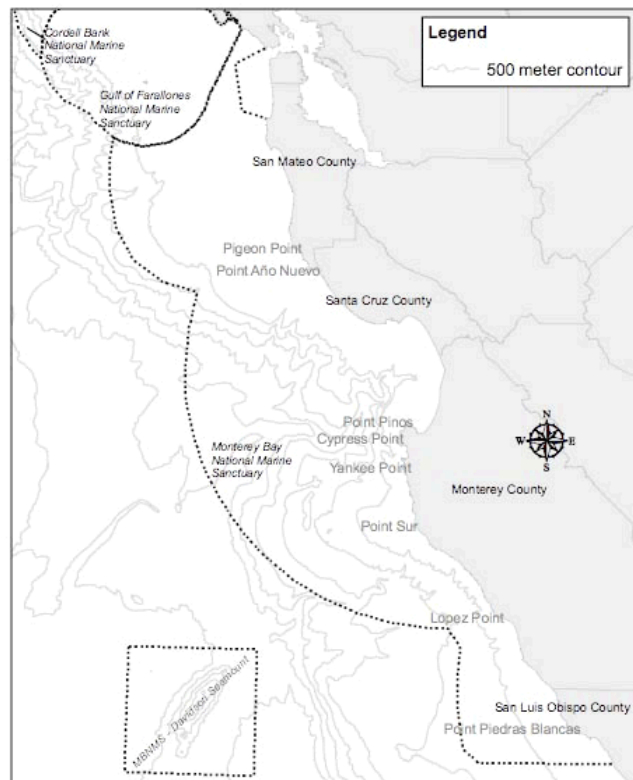 Cordell Bank
National Marine
Sanctuary
Legend
500 meter contour
Gulf of Farallones
National Marine
Sanctuary
San Mateo County
Pigeon Point
Point Año Nuevo
Santa Cruz County
Point Pinos
Cypress Point
Yankee Point
Monterey Bay
National Marine
Sanctuary
N
W
E
S
Monterey County
Point Sur
Lopez Point
MBNMS - Davidson Seamount
San Luis Obispo County
Point Piedras Blancas